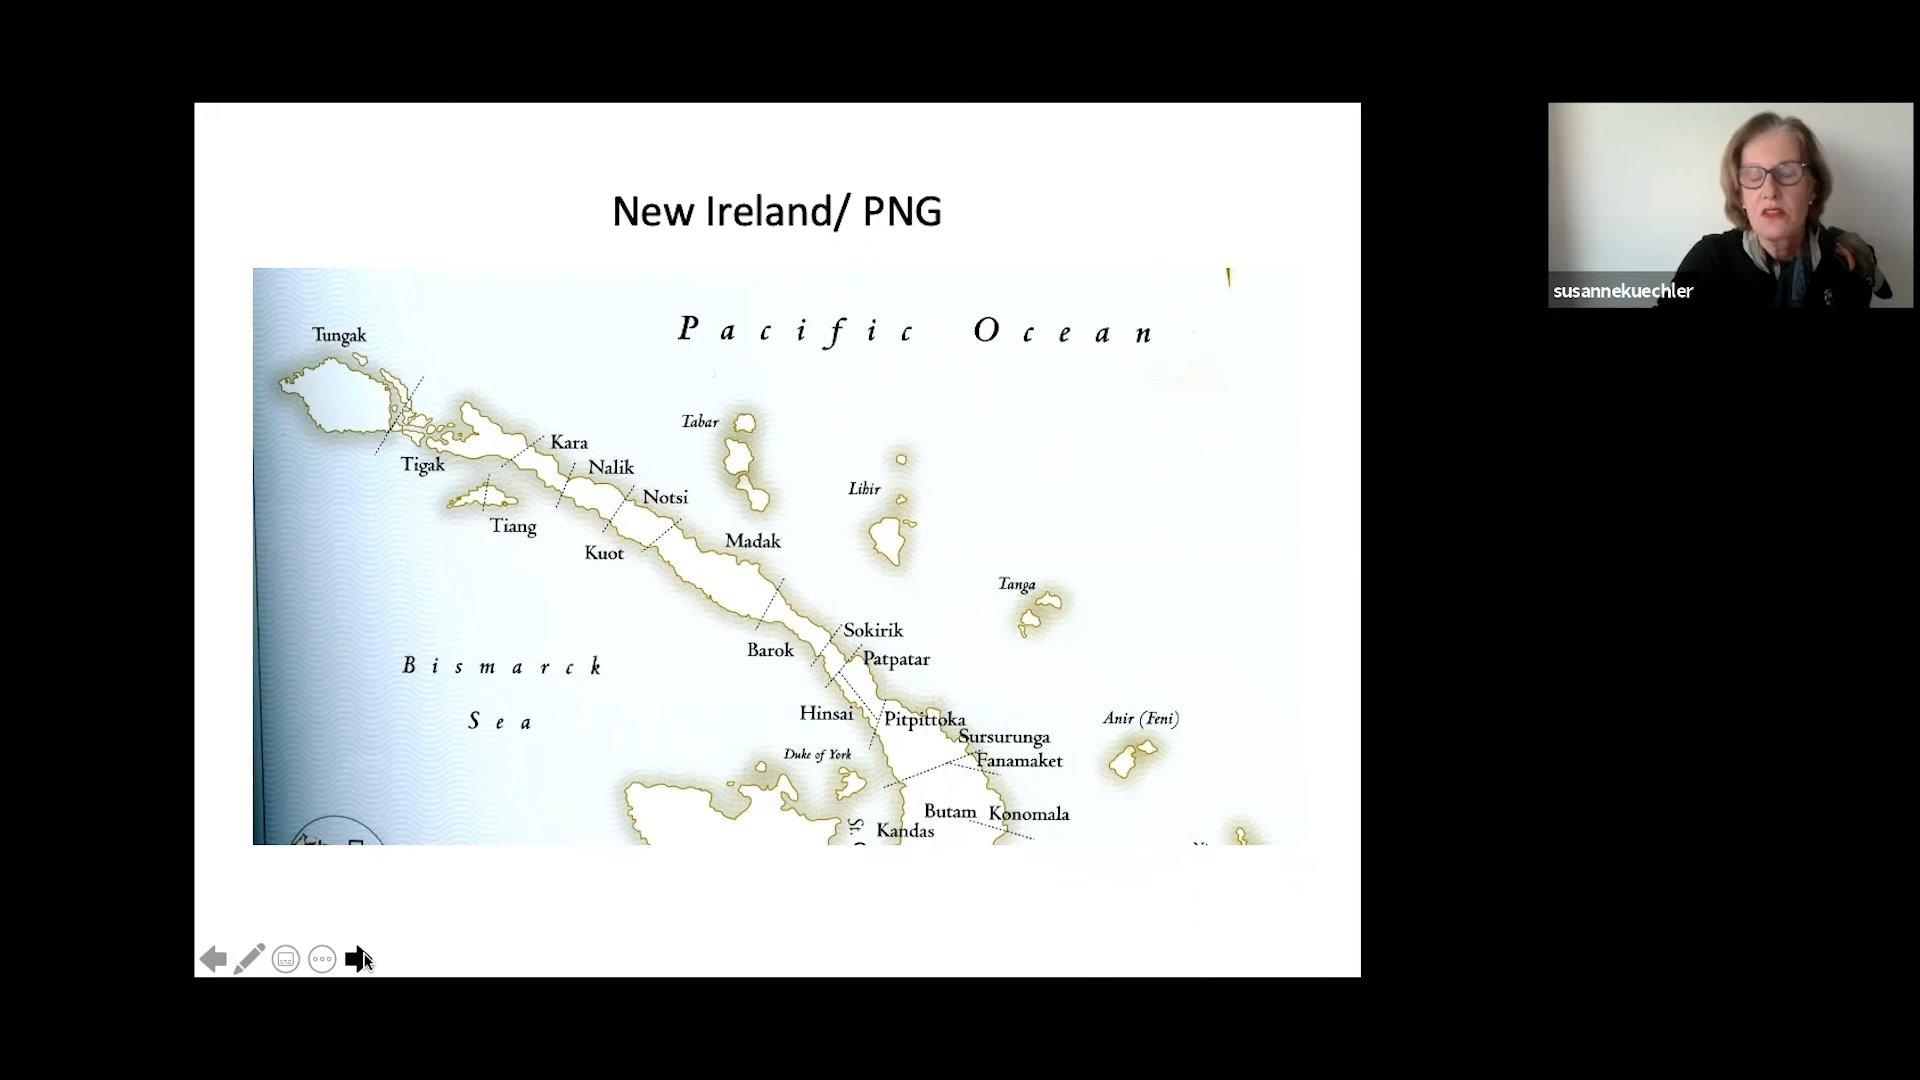 New Ireland/ PNG
susannekuechler
Pacific Ocean
Tungak
Tabar
Kara
Tigak
Nalik
Libir
Notsi
Tiang
Madak
Kuot
Tanga
Sokirik
Barok
Patpatar
Bismarck
Sea
Hinsai
Pitpittoka
Anir (Feni)
Sursurunga
Duke of York
Fanamaket
Butam
Konomala
St.
Kandas